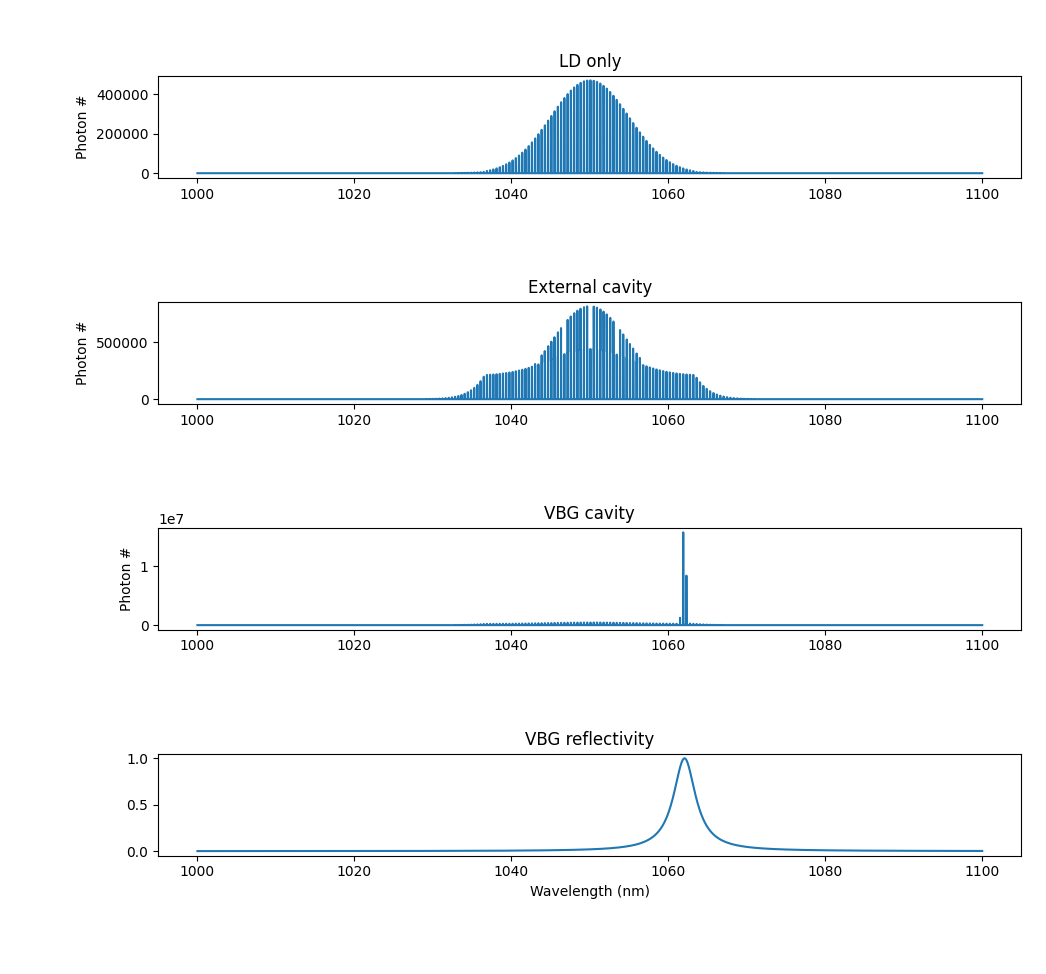 LD only
Photon #
400000
200000
0
1000 1020 1040 1060 1080 1100
External cavity
Photon #
500000
0
1000 1020 1040 1060 1080 1100
VBG cavity
1e7
Photon #
1
0
1000 1020 1040 1060 1080 1100
VBG reflectivity
1.0
0.5
0.0
1000 1020 1040 1060 1080 1100
Wavelength (nm)